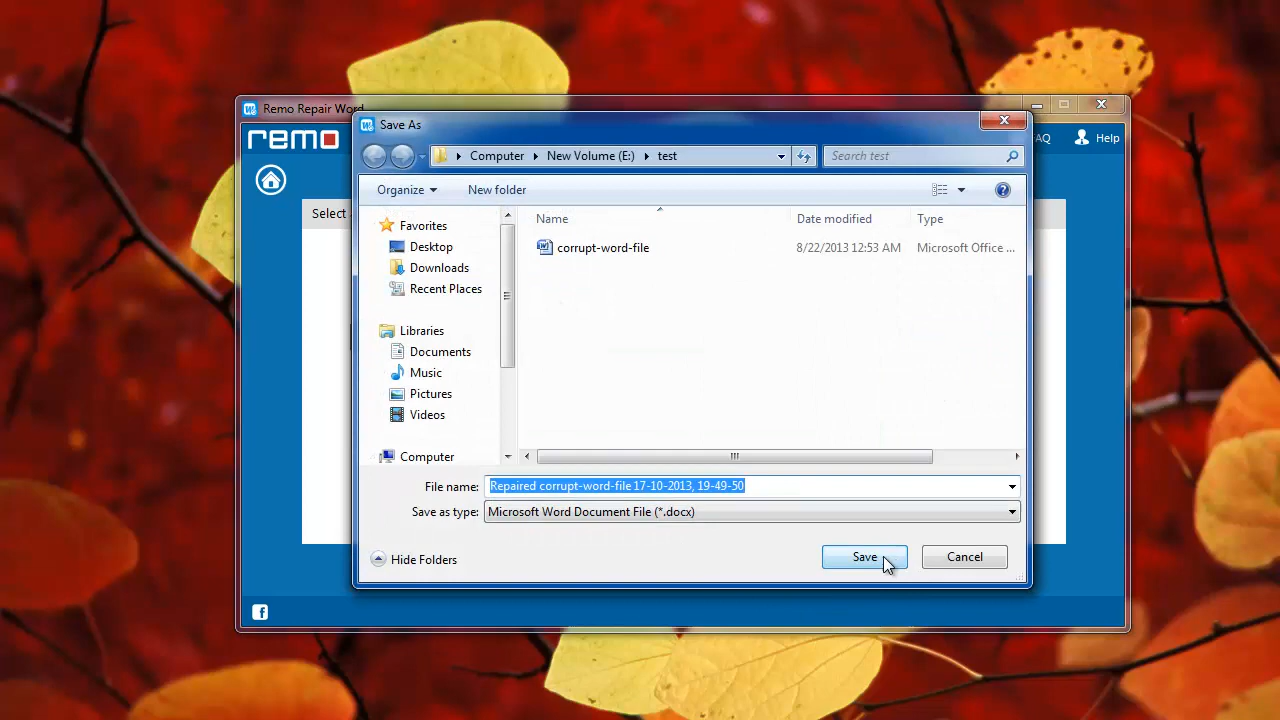 Remo Repair Word
Save As
remo
AQ
Help
Computer
New Volume (E:)
test
Search test
Organize
New folder
Select
Name
Date modified
Type
Favorites
Desktop
Downloads
Recent Places
Libraries
Documents
Music
Pictures
Videos
Computer
corrupt-word-file
8/22/2013 12:53 AM
Microsoft Office ...
File name:
Repaired corrupt-word-file 17-10-2013, 19-49-50
Save as type:
Microsoft Word Document File (*.docx)
Hide Folders
Save
Cancel
f